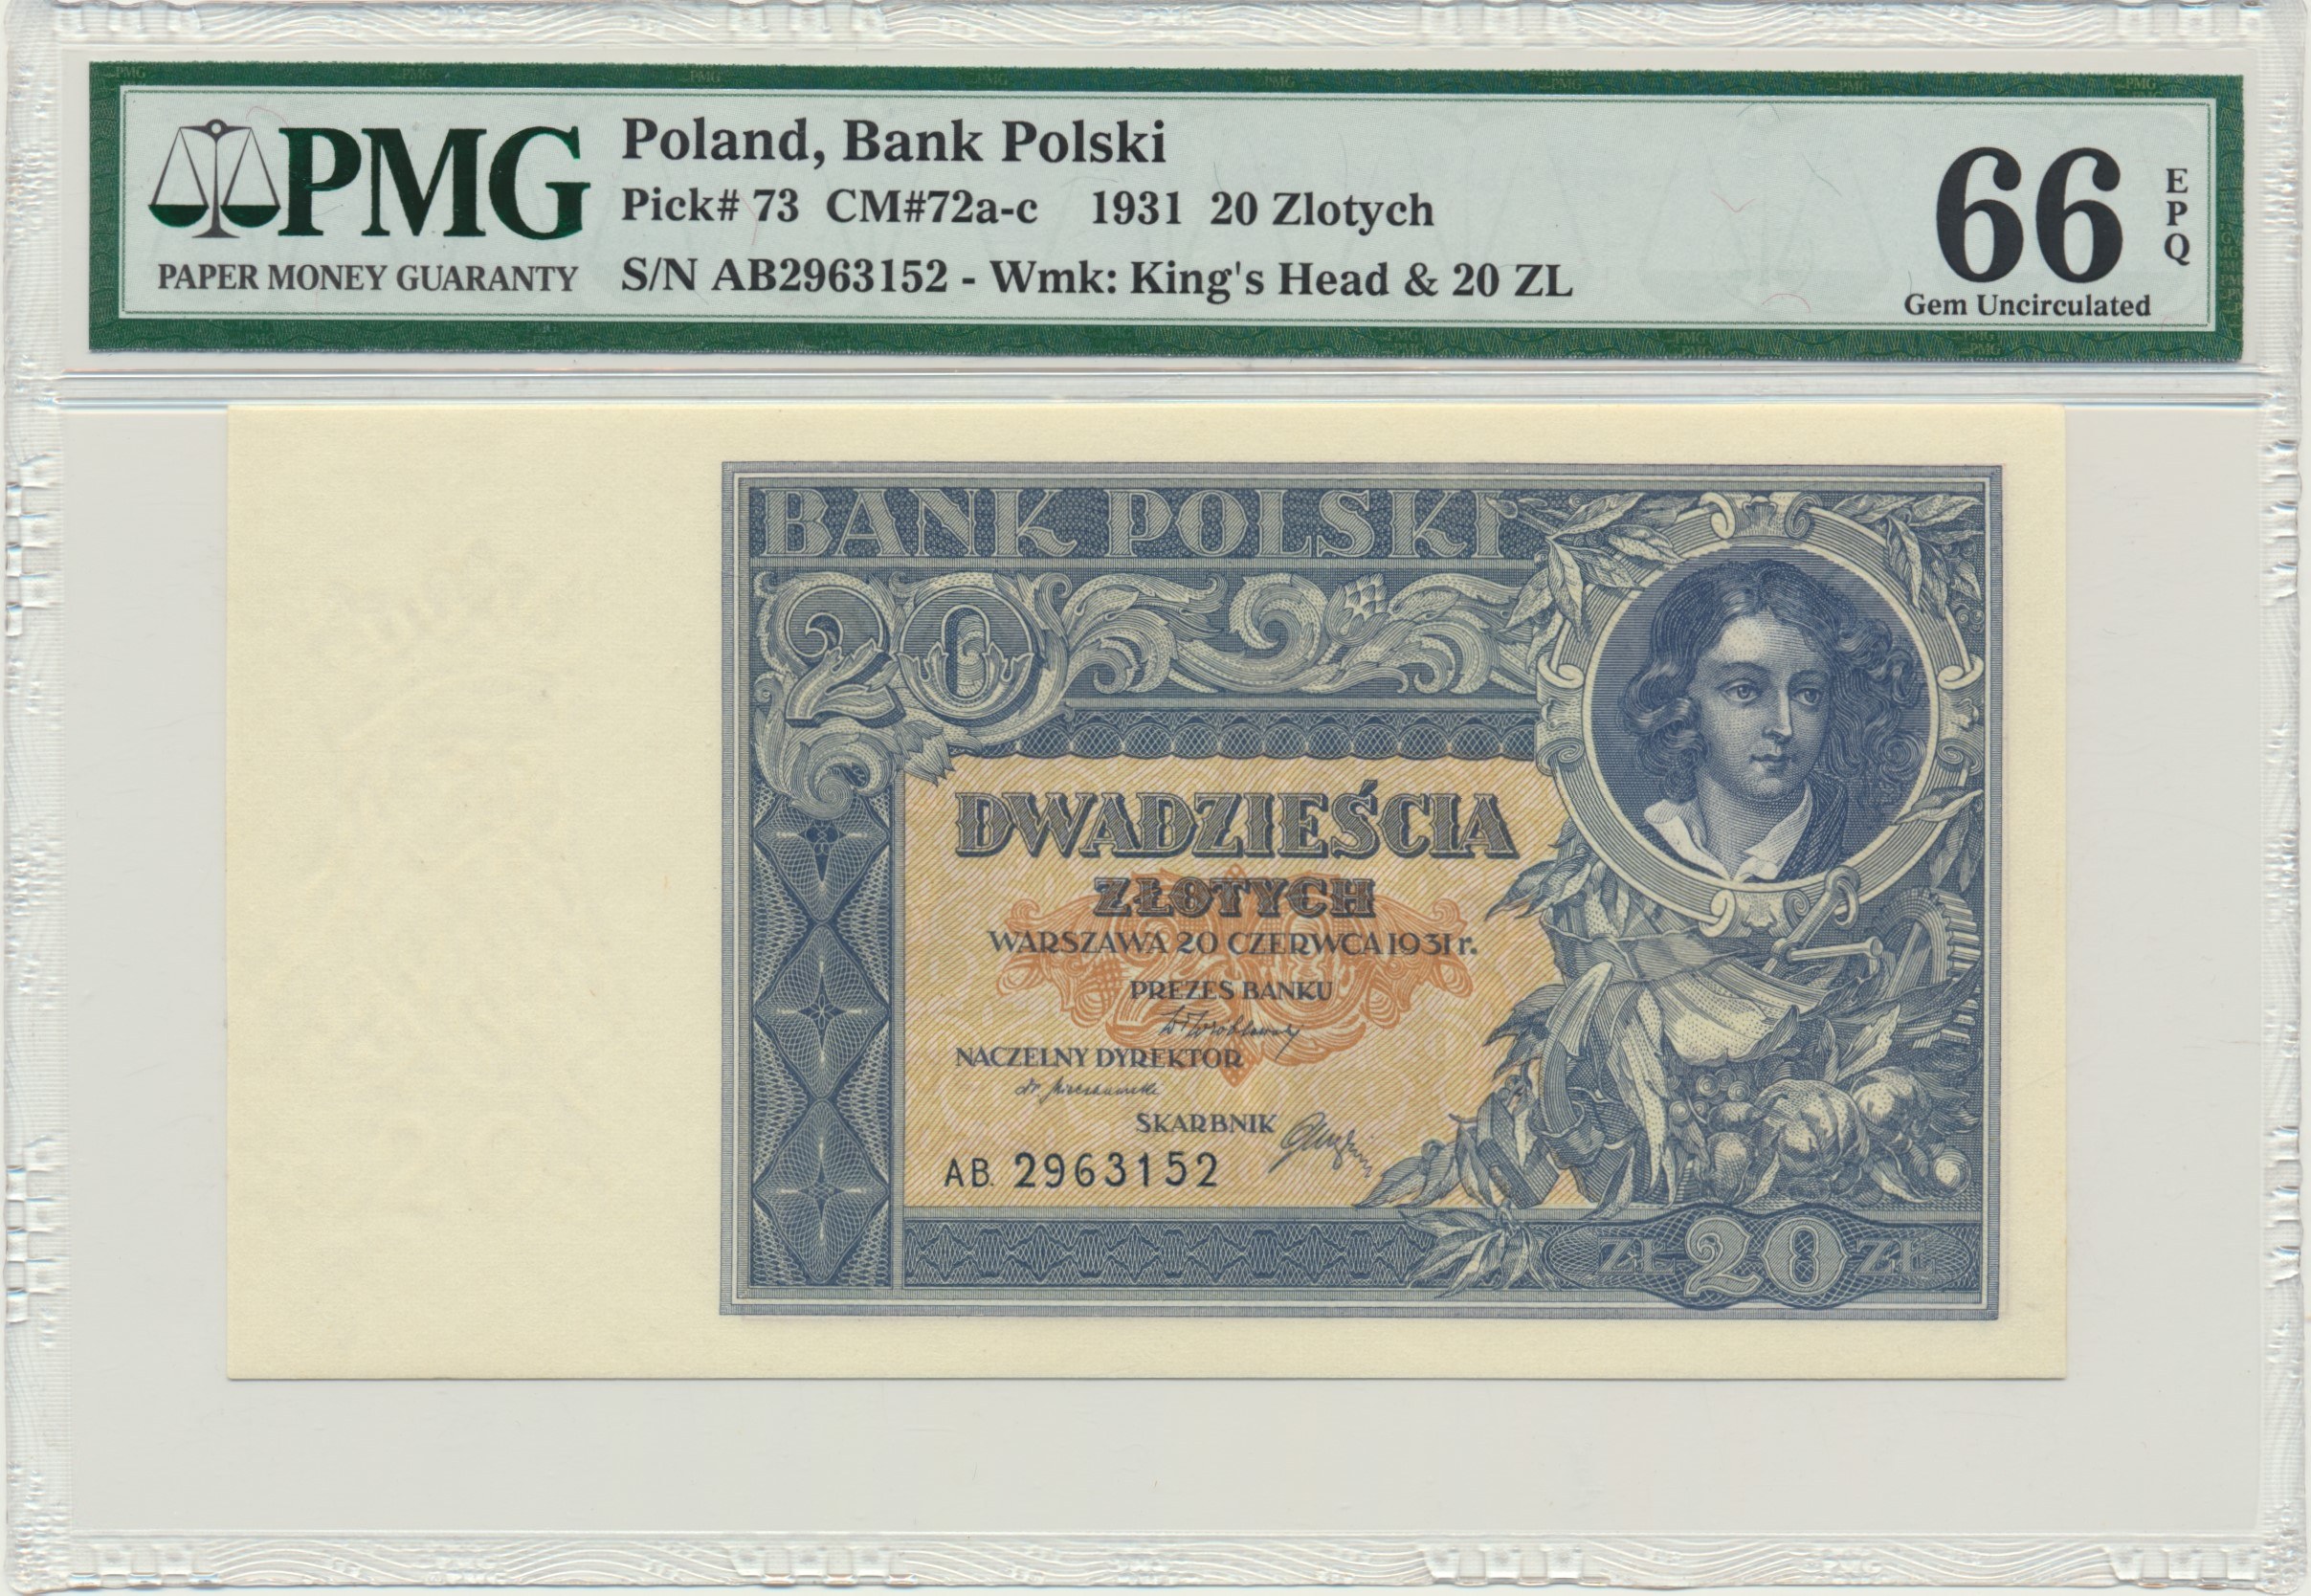 PMG
PAPER MONEY GUARANTY
Poland, Bank Polski
Pick# 73 CM#72a-c 1931 20 Zlotych
S/N AB2963152 - Wmk: King's Head & 20 ZL
66
EPQ
Gem Uncirculated
BANK POLSKI
20
DWADZIEŚCIA
ZŁOTYCH
WARSZAWA 20 CZERWCA 1931 r.
PREZES BANKU
NACZELNY DYREKTOR
SKARBNIK
AB. 2963152
ZŁ 20 ZŁ